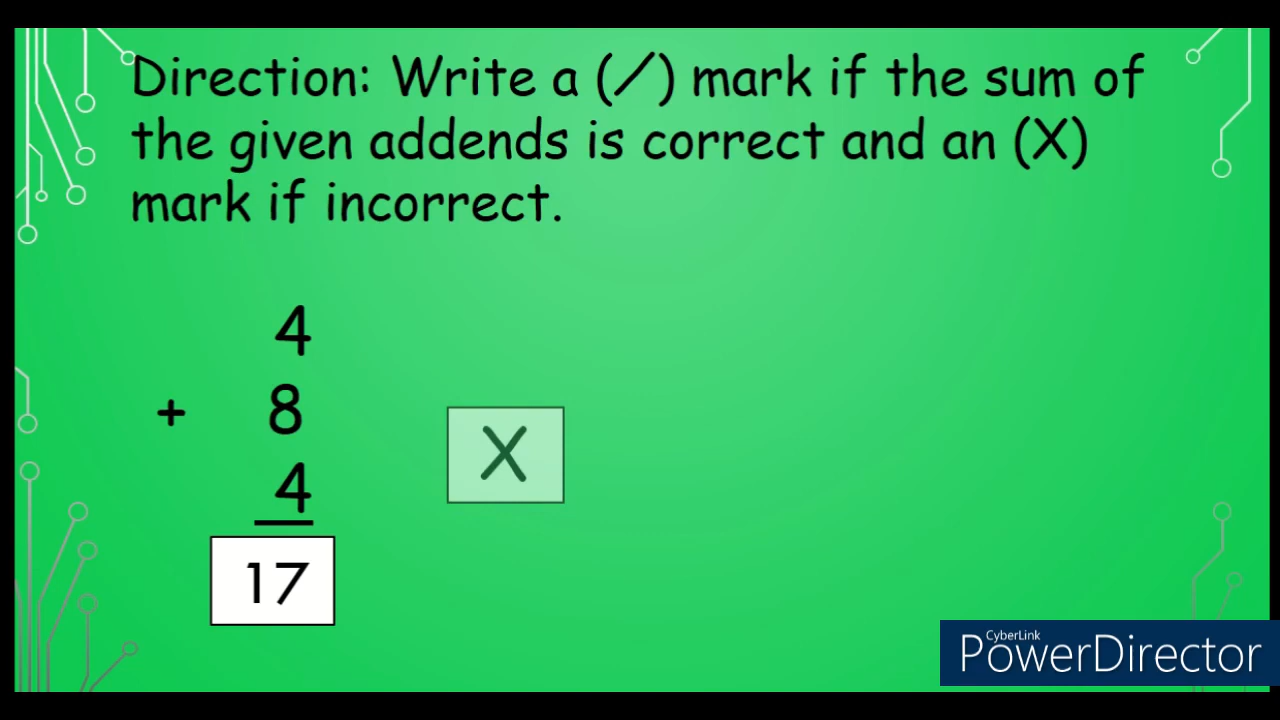 Direction: Write a (/) mark if the sum of
the given addends is correct and an (X)
mark if incorrect.
4
+ 8
4
17
X
CyberLink
PowerDirector